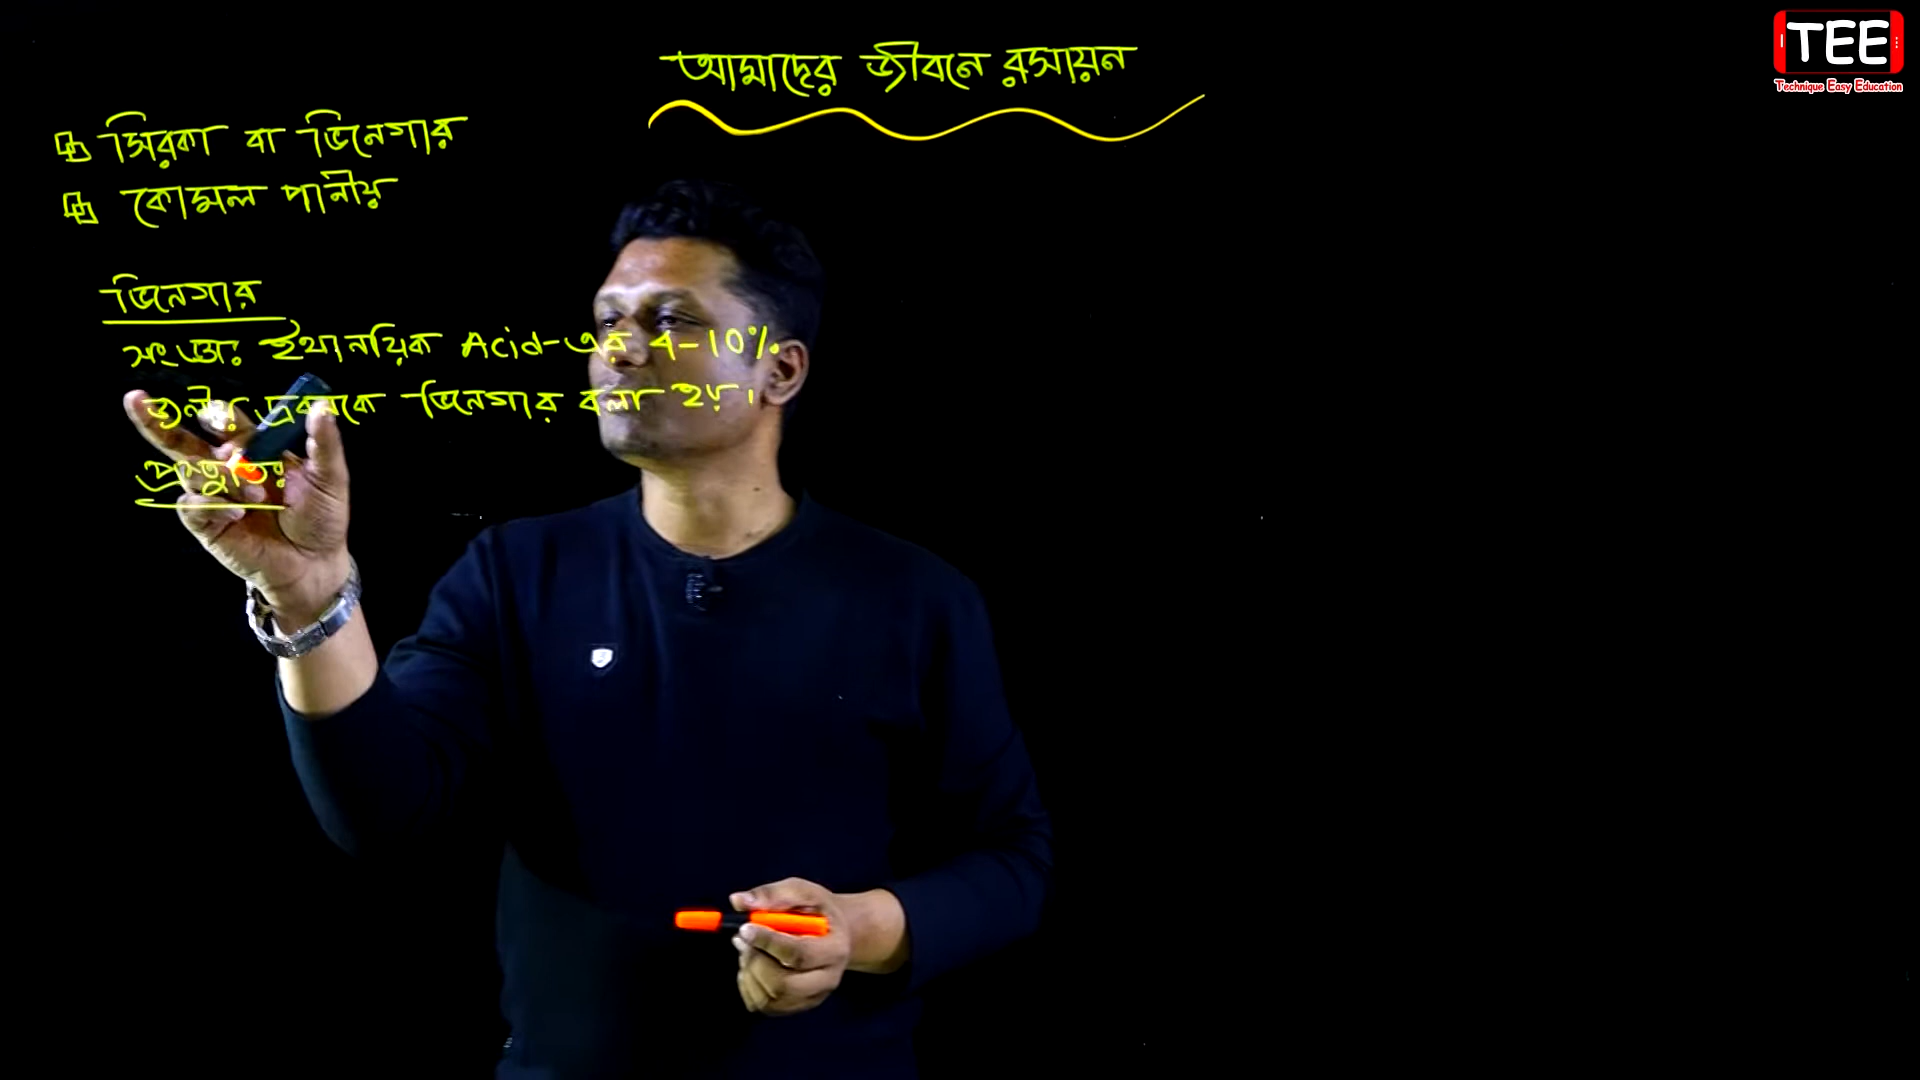 আমাদের জীবনে রসায়ন
সিরকা বা ভিনেগার
কোমল পানীয়
ভিনেগার
সংজ্ঞাঃ ইথানয়িক Acid-এর 4-10%
জলীয় দ্রবনকে ভিনেগার বলা হয়।
প্রস্তুতিঃ
TEE
Technique Easy Education